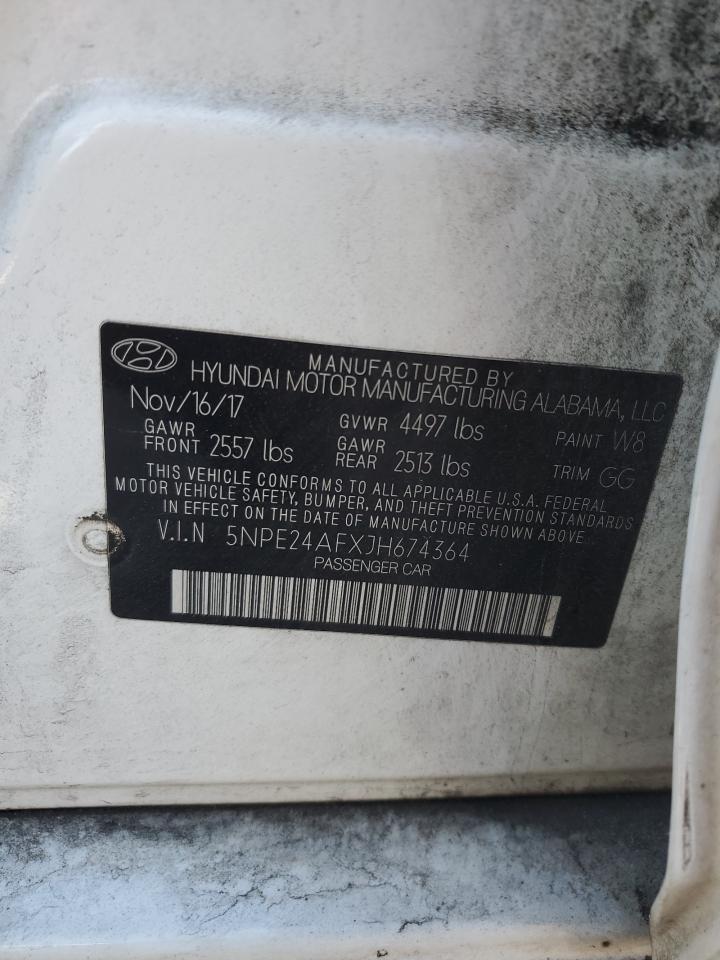 MANUFACTURED BY
HYUNDAI MOTOR MANUFACTURING ALABAMA, LLC
Nov/16/17 GVWR 4497 lbs PAINT W8
GAWR FRONT 2557 lbs GAWR REAR 2513 lbs TRIM GG
THIS VEHICLE CONFORMS TO ALL APPLICABLE U.S.A. FEDERAL
MOTOR VEHICLE SAFETY, BUMPER, AND THEFT PREVENTION STANDARDS
IN EFFECT ON THE DATE OF MANUFACTURE SHOWN ABOVE.
V.I.N 5NPE24AFXJH674364
PASSENGER CAR